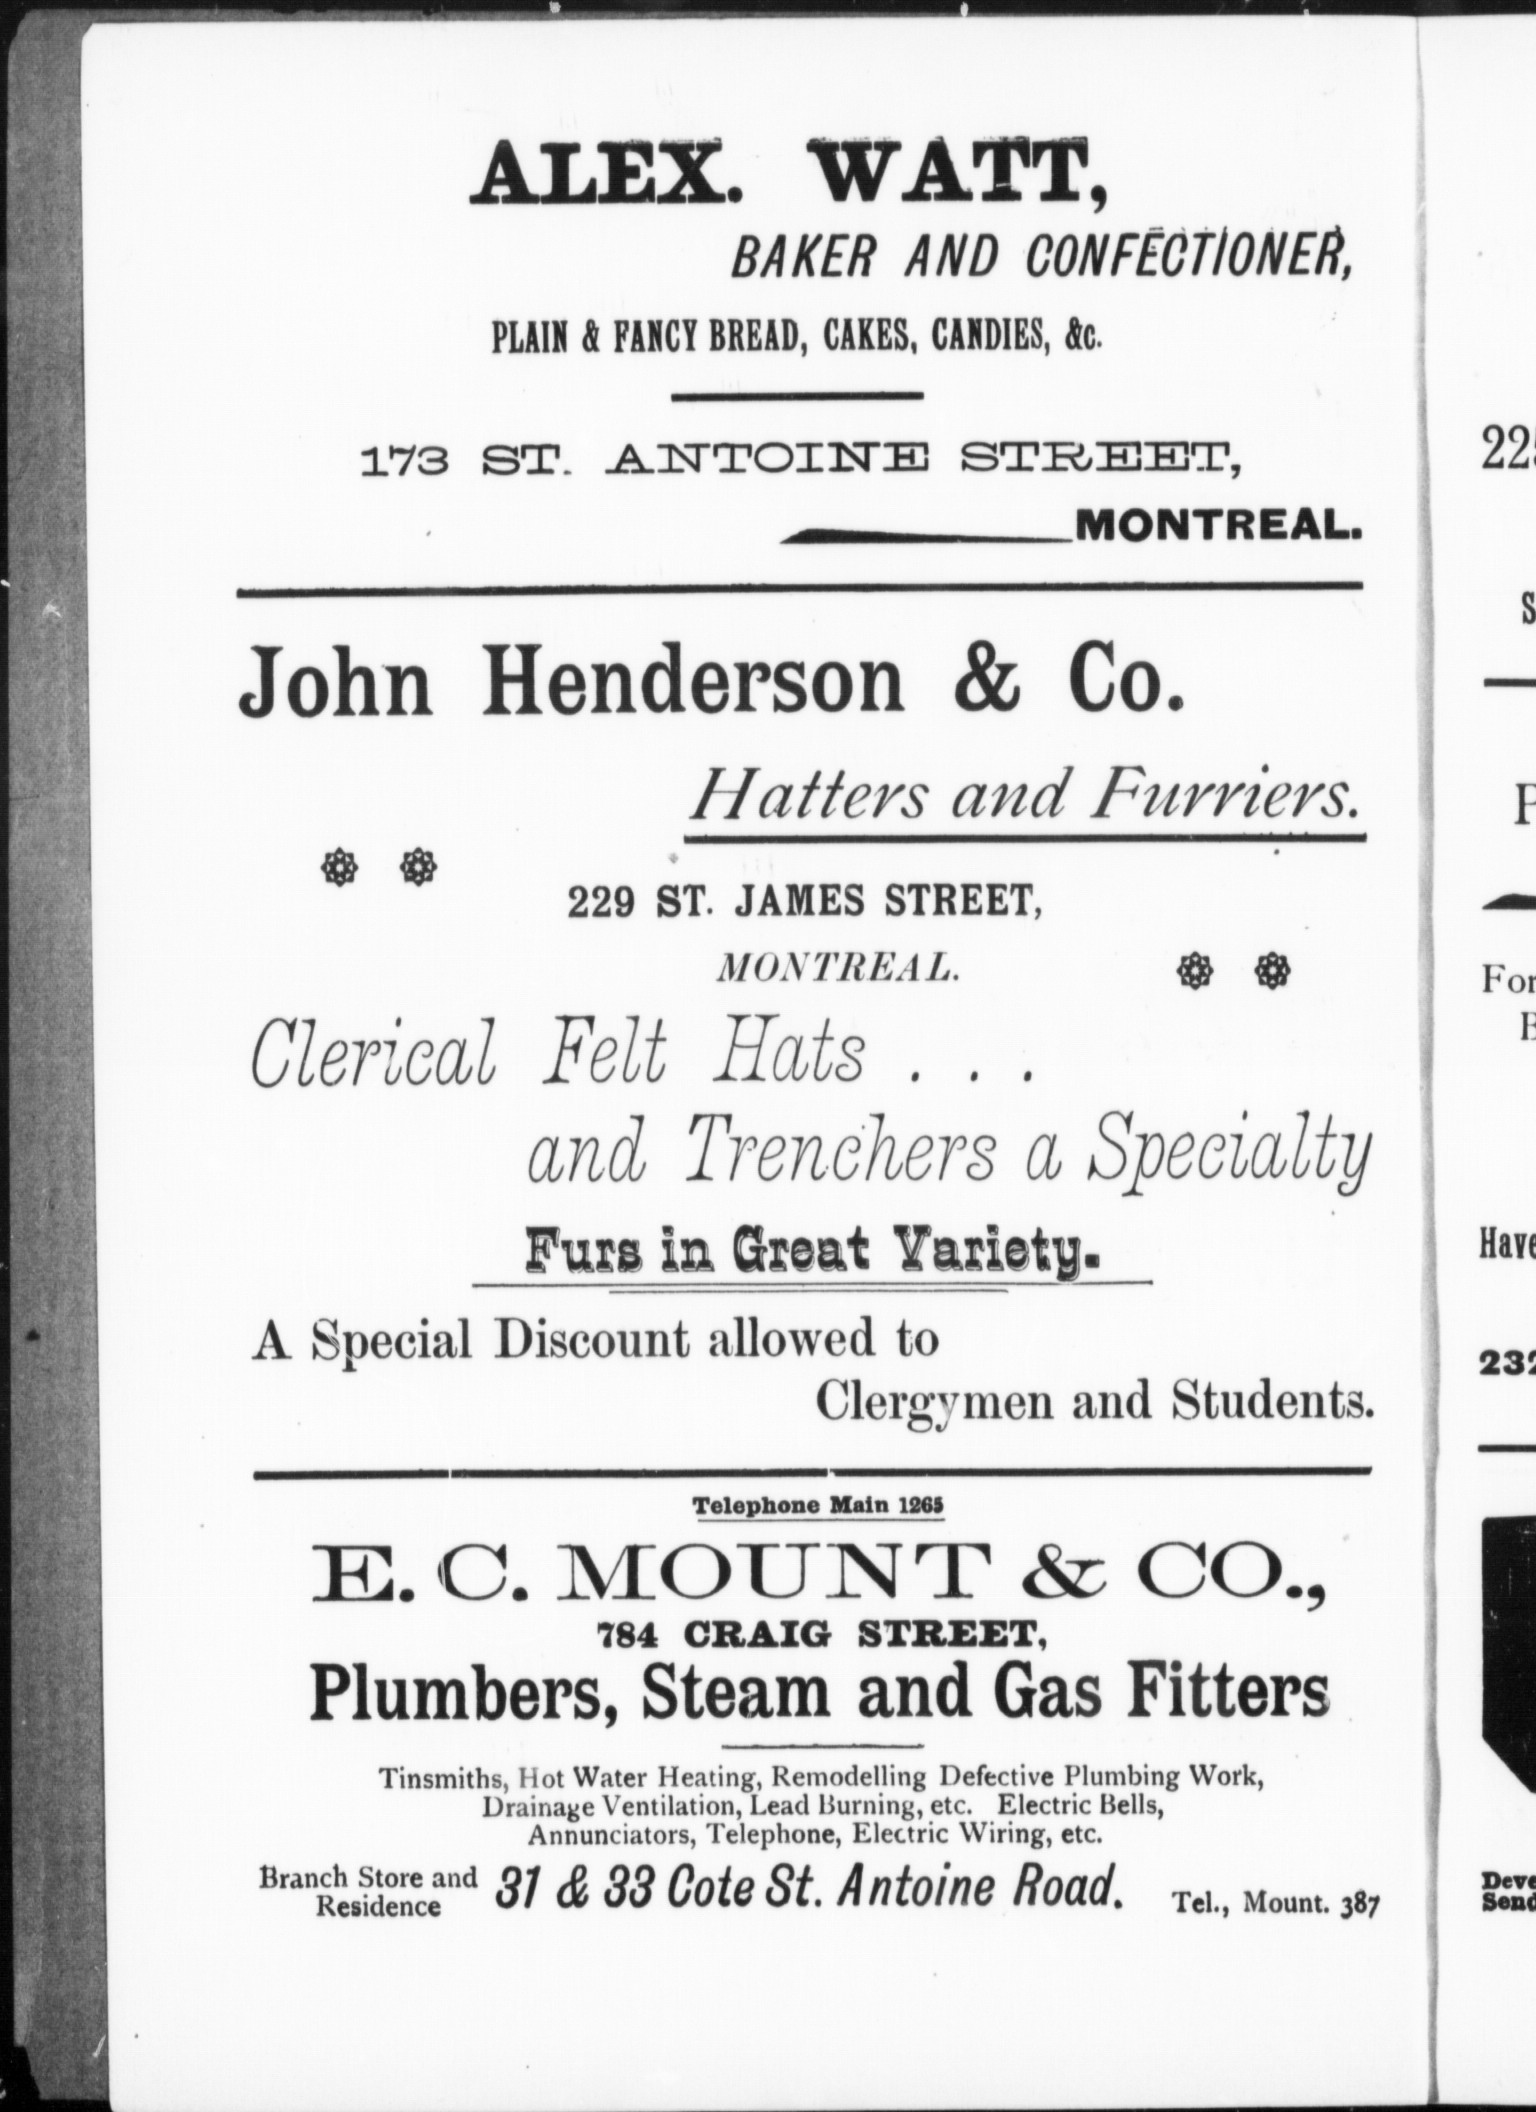 ALEX. WATT,
BAKER AND CONFECTIONER,
PLAIN & FANCY BREAD, CAKES, CANDIES, &c.
173 ST. ANTOINE STREET,
MONTREAL.
John Henderson & Co.
Hatters and Furriers.
229 ST. JAMES STREET,
MONTREAL.
Clerical Felt Hats . . .
and Trenchers a Specialty
Furs in Great Variety.
A Special Discount allowed to
Clergymen and Students.
Telephone Main 1265
E. C. MOUNT & CO.,
784 CRAIG STREET,
Plumbers, Steam and Gas Fitters
Tinsmiths, Hot Water Heating, Remodelling Defective Plumbing Work,
Drainage Ventilation, Lead Burning, etc. Electric Bells,
Annunciators, Telephone, Electric Wiring, etc.
Branch Store and
Residence
31 & 33 Cote St. Antoine Road.
Tel., Mount. 387